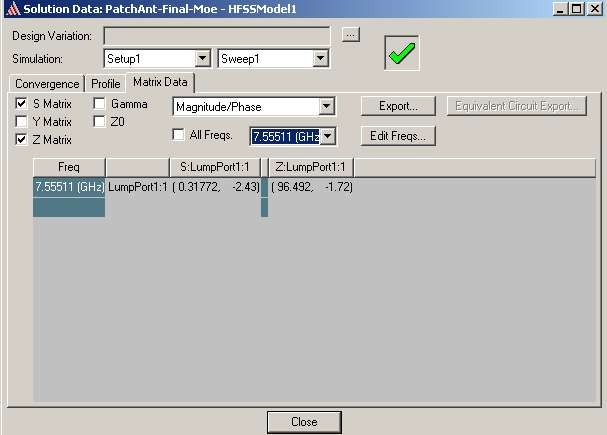 Solution Data: PatchAnt-Final-Moe - HFSSModel1
Design Variation:
...
Simulation: Setup1 Sweep1
Convergence Profile Matrix Data
S Matrix Gamma Magnitude/Phase Export... Equivalent Circuit Export...
Y Matrix Z0
Z Matrix All Freqs. 7.55511 (GHz Edit Freqs...
Freq S:LumpPort1:1 Z:LumpPort1:1
7.55511 (GHz) LumpPort1:1 ( 0.31772, -2.43) ( 96.492, -1.72)
Close